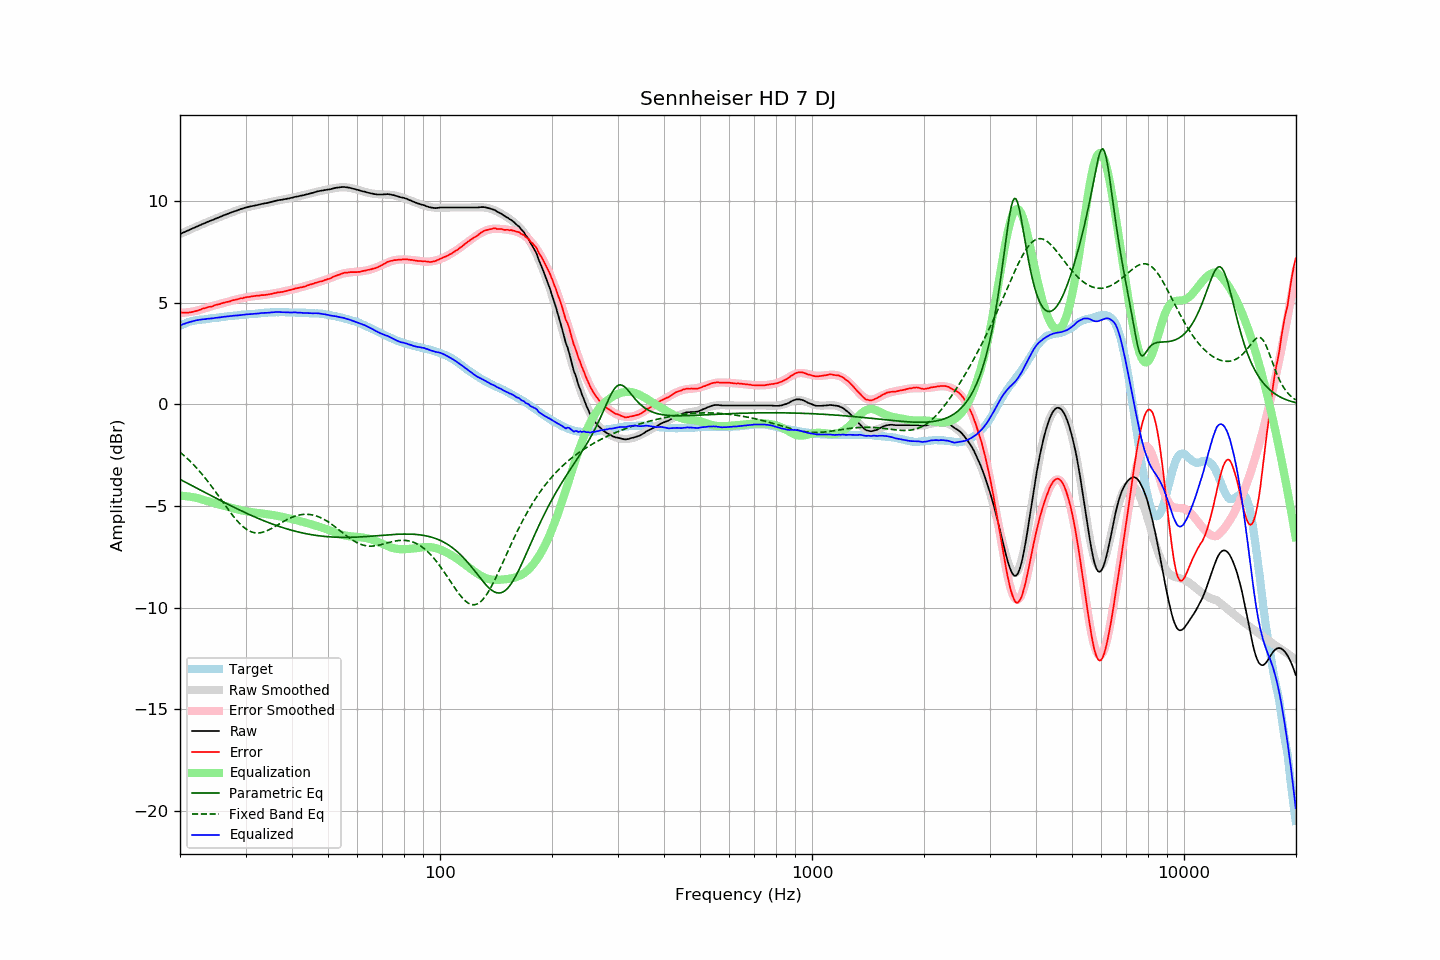 Sennheiser HD 7 DJ
Amplitude (dBr)
10
5
0
−5
−10
−15
−20
Target
Raw Smoothed
Error Smoothed
Raw
Error
Equalization
Parametric Eq
Fixed Band Eq
Equalized
100
1000
10000
Frequency (Hz)